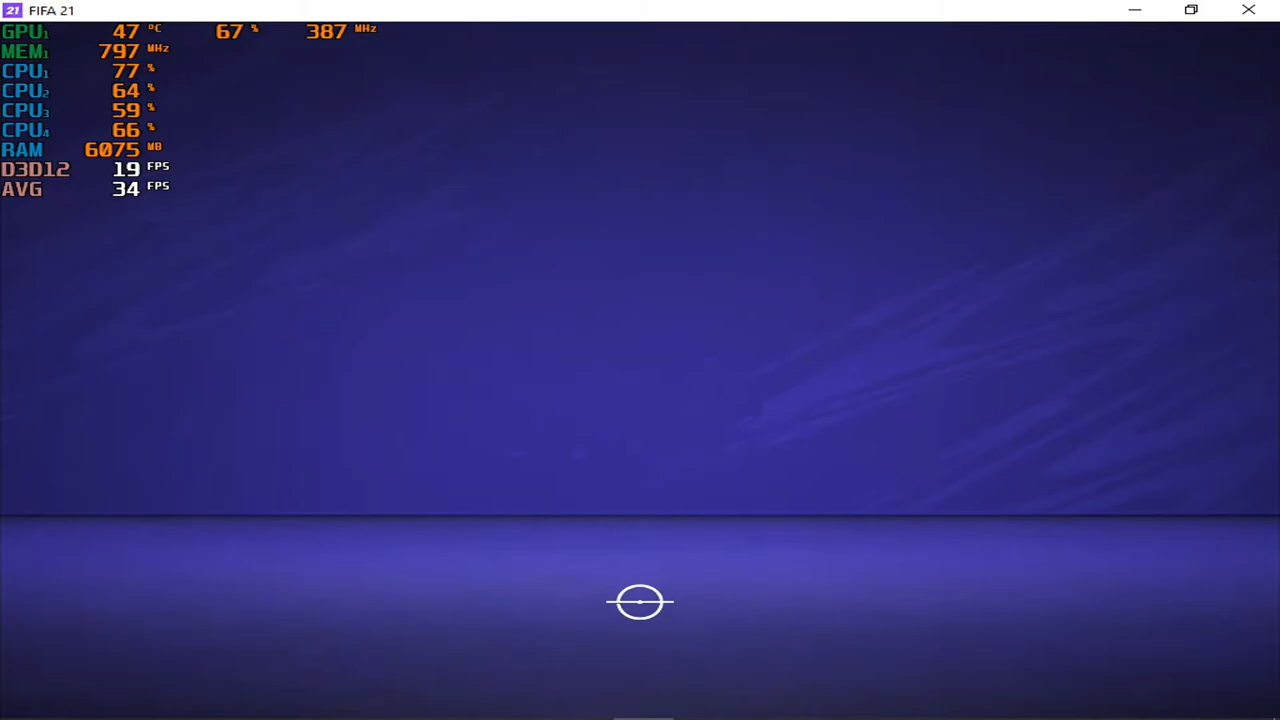 21 FIFA 21
GPU1 47 °C 67 % 387 MHz
MEM1 797 MHz
CPU1 77 %
CPU2 64 %
CPU3 59 %
CPU4 66 %
RAM 6075 MB
D3D12 19 FPS
AVG 34 FPS